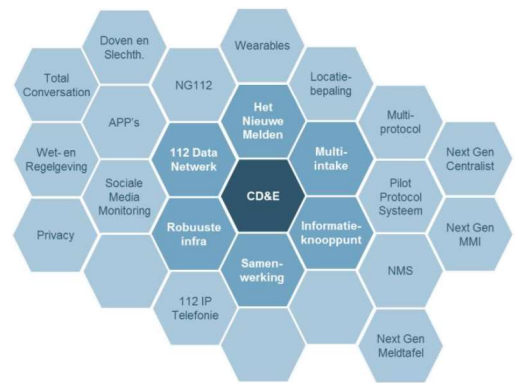 Doven en
Slechth.
Wearables
Total
Conversation
NG112
Locatie-
bepaling
APP's
Het
Nieuwe
Melden
Multi-
protocol
Wet- en
Regelgeving
112 Data
Netwerk
Multi-
intake
Next Gen
Centralist
Sociale
Media
Monitoring
CD&E
Pilot
Protocol
Systeem
Privacy
Robuuste
infra
Informatie-
knooppunt
Next Gen
MMI
Samen-
werking
NMS
112 IP
Telefonie
Next Gen
Meldtafel